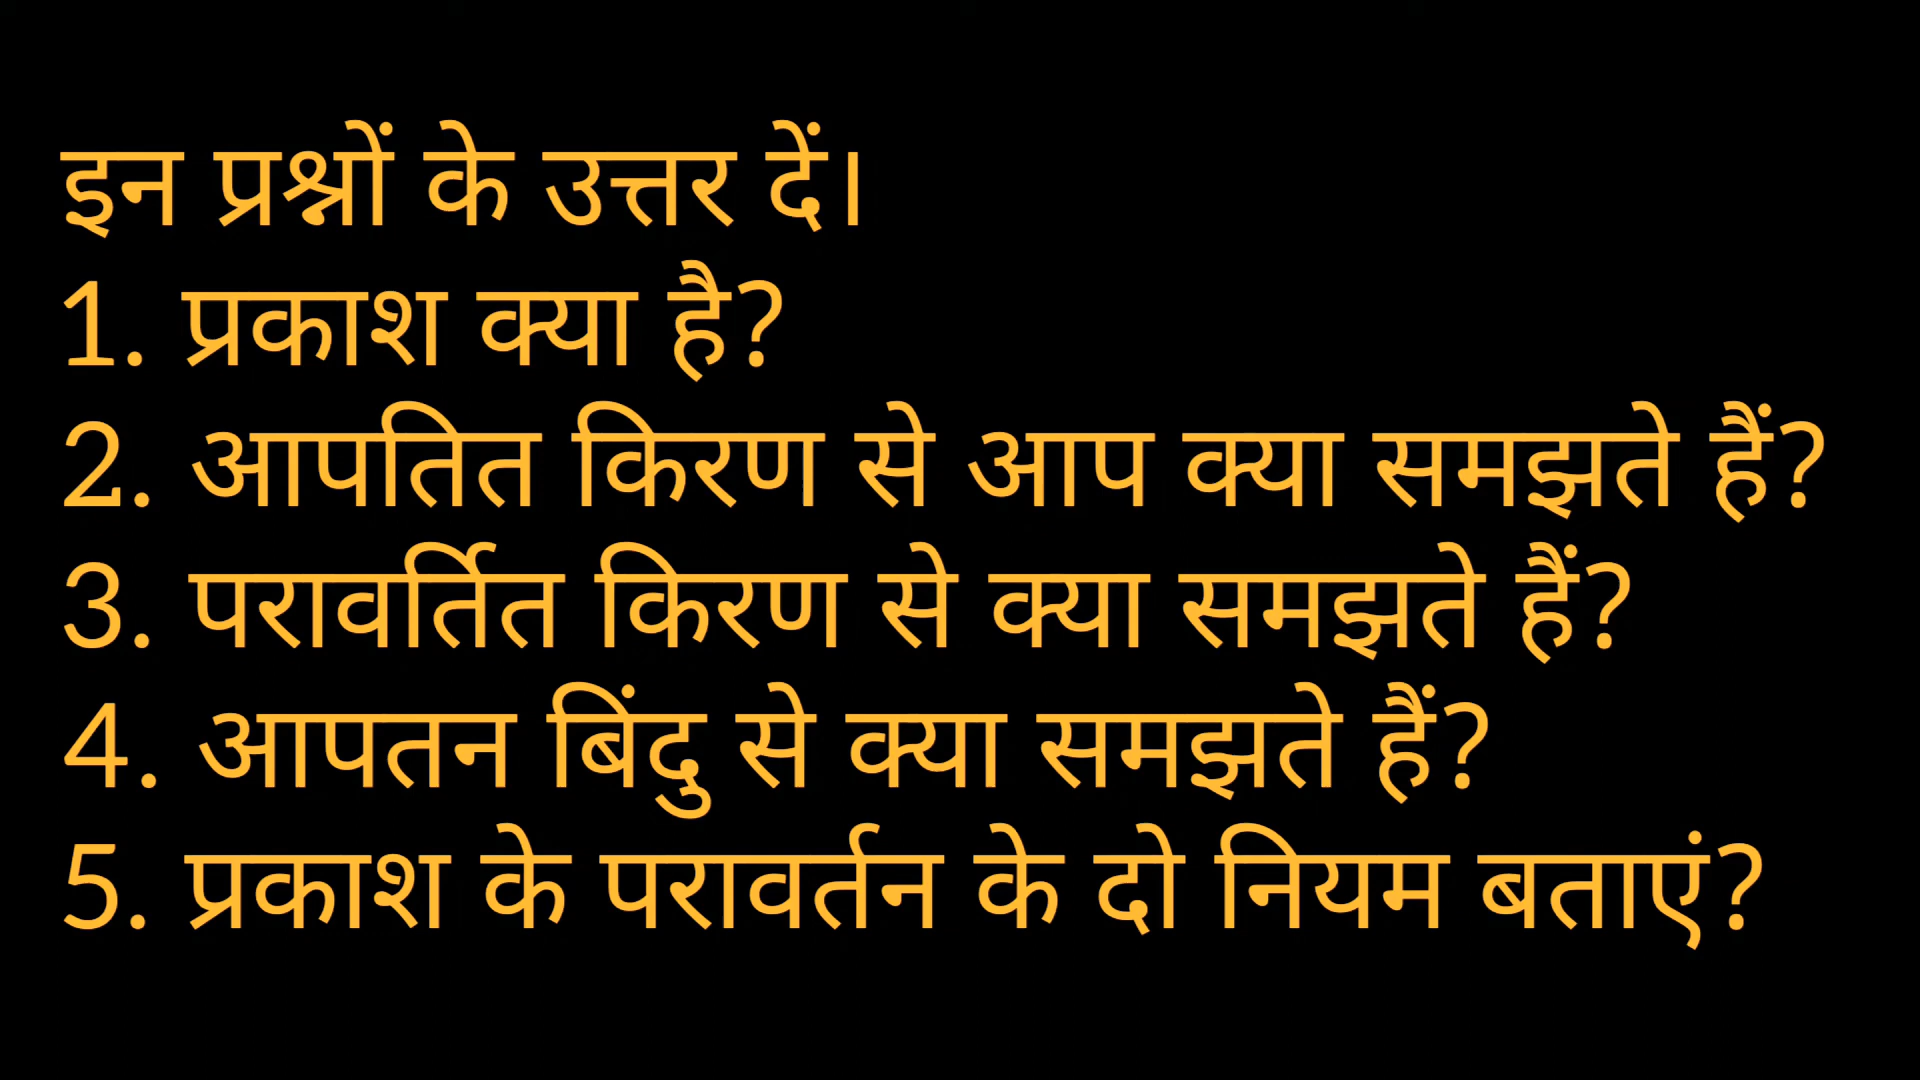 इन प्रश्नों के उत्तर दें।
1. प्रकाश क्या है?
2. आपतित किरण से आप क्या समझते हैं?
3. परावर्तित किरण से क्या समझते हैं?
4. आपतन बिंदु से क्या समझते हैं?
5. प्रकाश के परावर्तन के दो नियम बताएं?